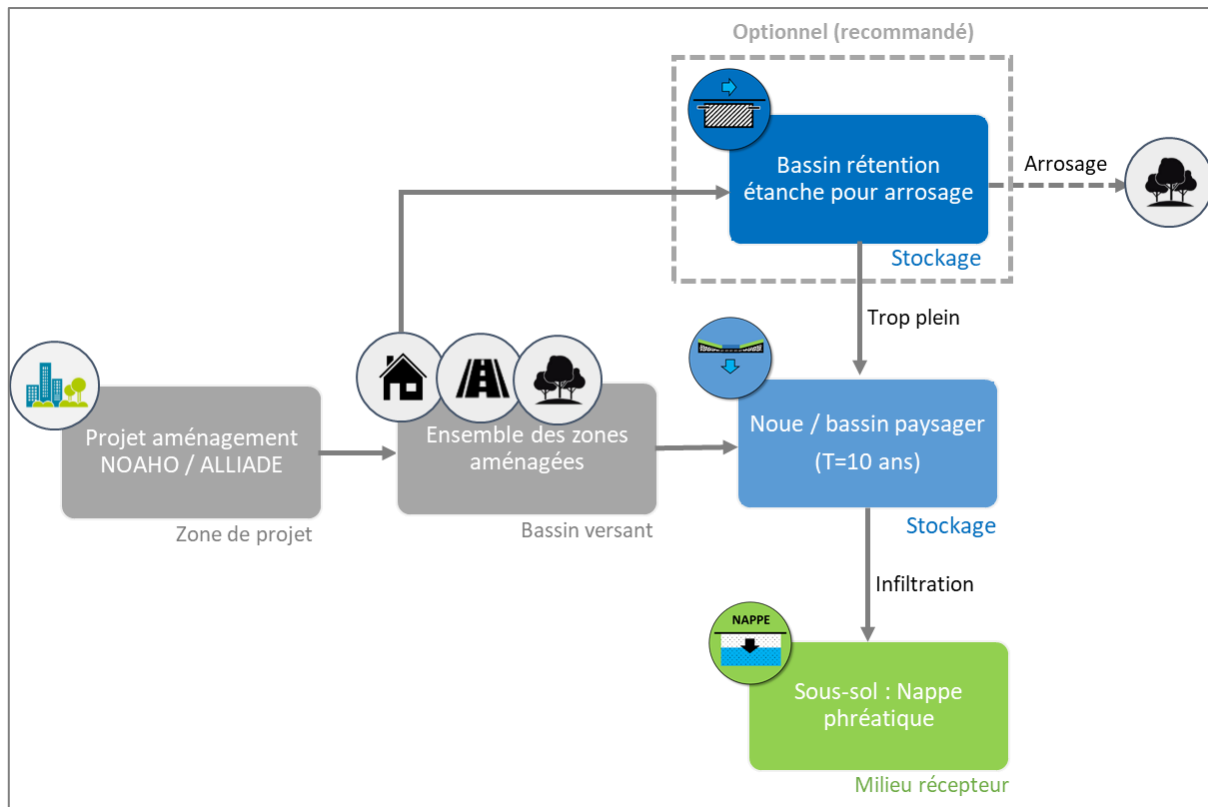 Optionnel (recommandé)
Bassin rétention
étanche pour arrosage
Arrosage
Stockage
Trop plein
Projet aménagement
NOAHO / ALLIADE
Zone de projet
Ensemble des zones
aménagées
Bassin versant
Noue / bassin paysager
(T=10 ans)
Stockage
Infiltration
NAPPE
Sous-sol : Nappe
phréatique
Milieu récepteur